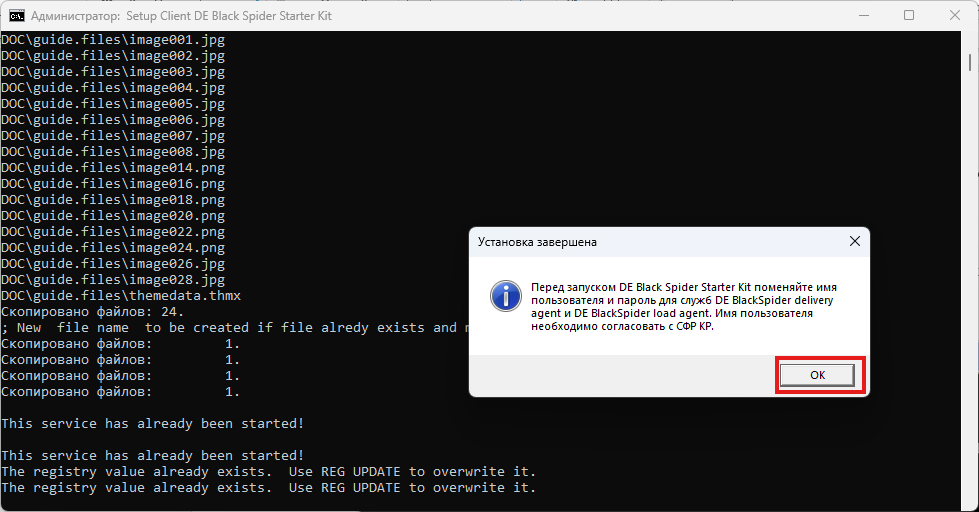 Администратор: Setup Client DE Black Spider Starter Kit
DOC\guide.files\image001.jpg
DOC\guide.files\image002.jpg
DOC\guide.files\image003.jpg
DOC\guide.files\image004.jpg
DOC\guide.files\image005.jpg
DOC\guide.files\image006.jpg
DOC\guide.files\image007.jpg
DOC\guide.files\image008.jpg
DOC\guide.files\image014.png
DOC\guide.files\image016.png
DOC\guide.files\image018.png
DOC\guide.files\image020.png
DOC\guide.files\image022.png
DOC\guide.files\image024.png
DOC\guide.files\image026.jpg
DOC\guide.files\image028.jpg
DOC\guide.files\themedata.thmx
Скопировано файлов: 24.
; New  file name  to be created if file alredy exists and
Скопировано файлов:          1.
Скопировано файлов:          1.
Скопировано файлов:          1.
Скопировано файлов:          1.
This service has already been started!
This service has already been started!
The registry value already exists.  Use REG UPDATE to overwrite it.
The registry value already exists.  Use REG UPDATE to overwrite it.
Установка завершена
Перед запуском DE Black Spider Starter Kit поменяйте имя
пользователя и пароль для служб DE BlackSpider delivery
agent и DE BlackSpider load agent. Имя пользователя
необходимо согласовать с СФР КР.
ОК